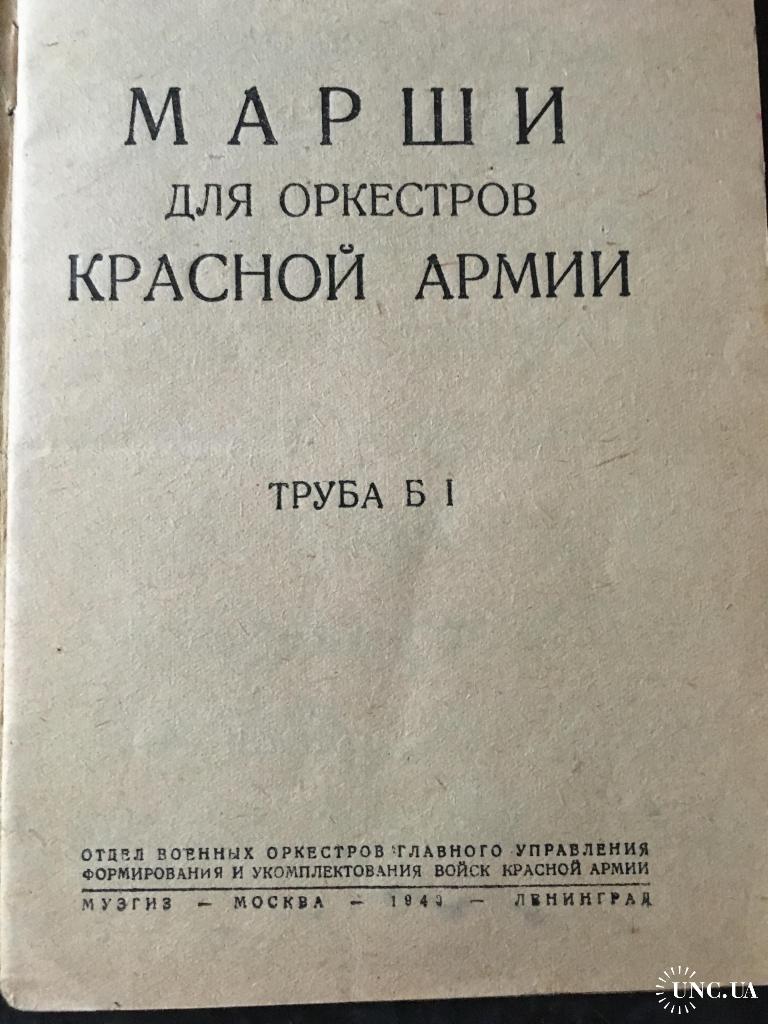 МАРШИ
ДЛЯ ОРКЕСТРОВ
КРАСНОЙ АРМИИ
ТРУБА Б I
ОТДЕЛ ВОЕННЫХ ОРКЕСТРОВ ГЛАВНОГО УПРАВЛЕНИЯ
ФОРМИРОВАНИЯ И УКОМПЛЕКТОВАНИЯ ВОЙСК КРАСНОЙ АРМИИ
МУЗГИЗ — МОСКВА — — ЛЕНИНГРАД
UNC.UA